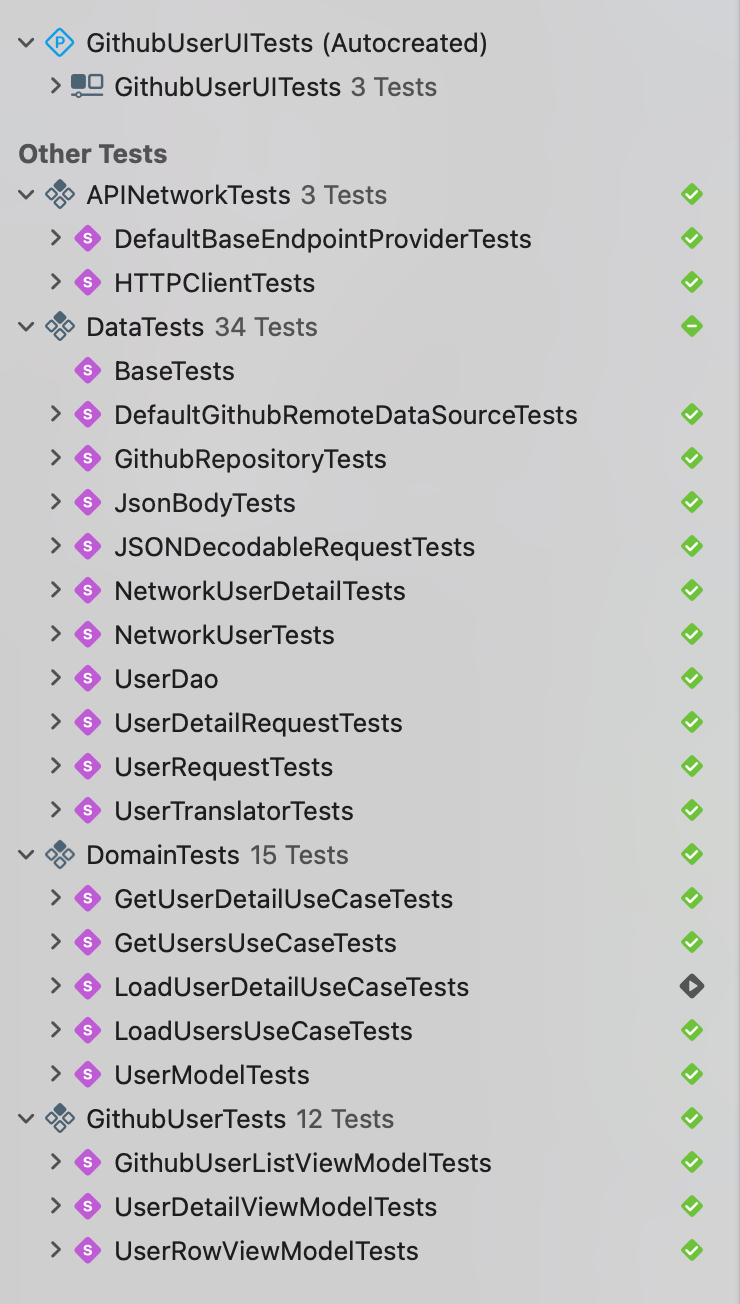 GithubUserUITests (Autocreated)
GithubUserUITests 3 Tests
Other Tests
APINetworkTests 3 Tests
DefaultBaseEndpointProviderTests
HTTPClientTests
DataTests 34 Tests
BaseTests
DefaultGithubRemoteDataSourceTests
GithubRepositoryTests
JsonBodyTests
JSONDecodableRequestTests
NetworkUserDetailTests
NetworkUserTests
UserDao
UserDetailRequestTests
UserRequestTests
UserTranslatorTests
DomainTests 15 Tests
GetUserDetailUseCaseTests
GetUsersUseCaseTests
LoadUserDetailUseCaseTests
LoadUsersUseCaseTests
UserModelTests
GithubUserTests 12 Tests
GithubUserListViewModelTests
UserDetailViewModelTests
UserRowViewModelTests